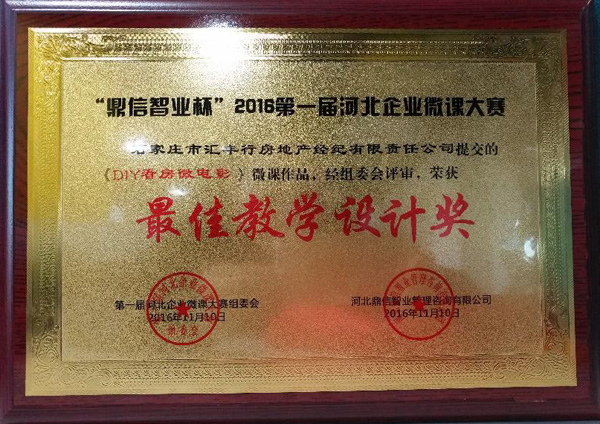 “鼎信智业杯”2016第一届河北企业微课大赛
石家庄市汇丰行房地产经纪有限责任公司提交的
《DIY看房微电影》微课作品，经组委会评审，荣获
最佳教学设计奖
第一届河北企业微课大赛组委会
2016年11月10日
河北鼎信智业管理咨询有限公司
2016年11月10日
组委会